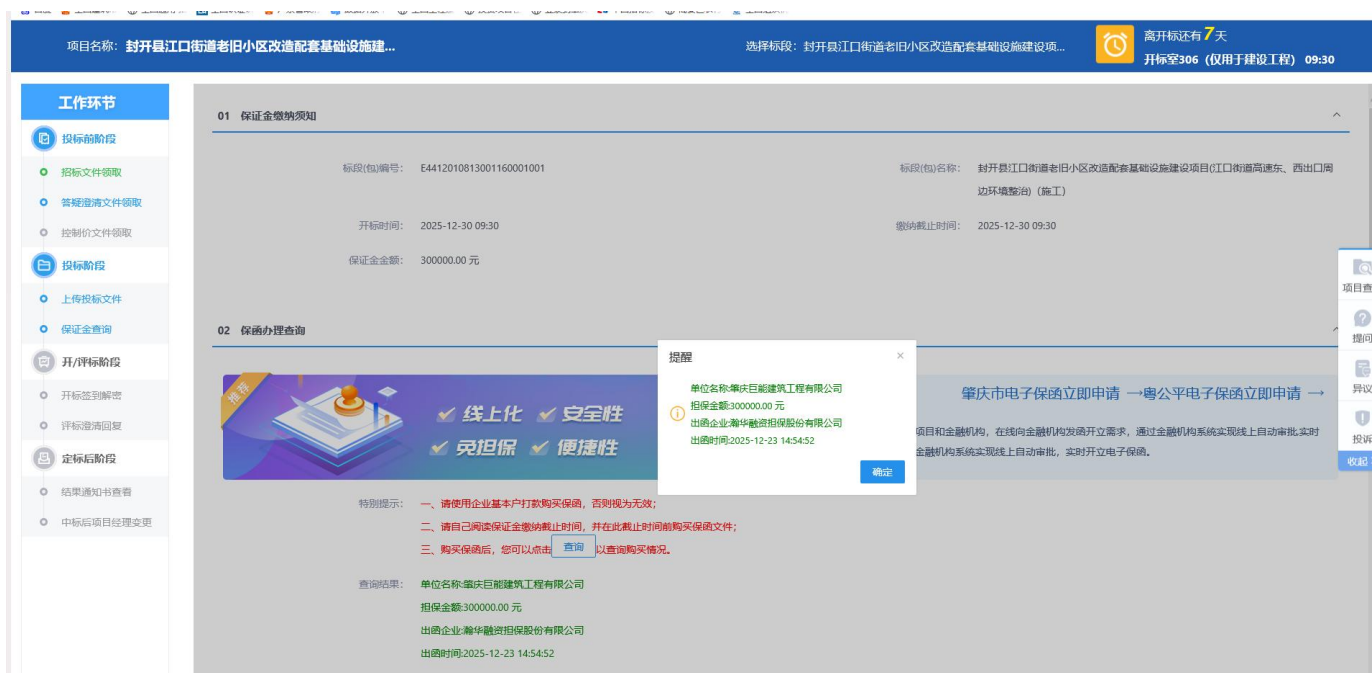 项目名称: 封开县江口街道老旧小区改造配套基础设施建...
选择标段: 封开县江口街道老旧小区改造配套基础设施建设项...
离开标还有7天
开标室306 (仅用于建设工程) 09:30
工作环节
投标前阶段
招标文件领取
答疑澄清文件领取
控制价文件领取
投标阶段
上传投标文件
保证金查询
开/评标阶段
开标签到解密
评标澄清回复
定标后阶段
结果通知书查看
中标后项目经理变更
01 保证金缴纳须知
标段(包)编号: E4412010813001160001001
标段(包)名称: 封开县江口街道老旧小区改造配套基础设施建设项目(江口街道高速东、西出口周
边环境整治) (施工)
开标时间: 2025-12-30 09:30
缴纳截止时间: 2025-12-30 09:30
保证金金额: 300000.00 元
02 保函办理查询
推荐
线上化 安全性
免担保 便捷性
肇庆市电子保函立即申请 →粤公平电子保函立即申请 →
项目和金融机构, 在线向金融机构发函开立需求, 通过金融机构系统实现线上自动审批,实时
金融机构系统实现线上自动审批, 实时开立电子保函。
提醒 ×
单位名称:肇庆巨能建筑工程有限公司
担保金额:300000.00 元
出函企业:瀚华融资担保股份有限公司
出函时间:2025-12-23 14:54:52
确定
特别提示: 一、请使用企业基本户打款购买保函, 否则视为无效;
二、请自己阅读保证金缴纳截止时间, 并在此截止时间前购买保函文件;
三、购买保函后, 您可以点击 查询 以查询购买情况。
查询结果: 单位名称:肇庆巨能建筑工程有限公司
担保金额:300000.00 元
出函企业:瀚华融资担保股份有限公司
出函时间:2025-12-23 14:54:52
项目查
提问
异议
投诉
收起